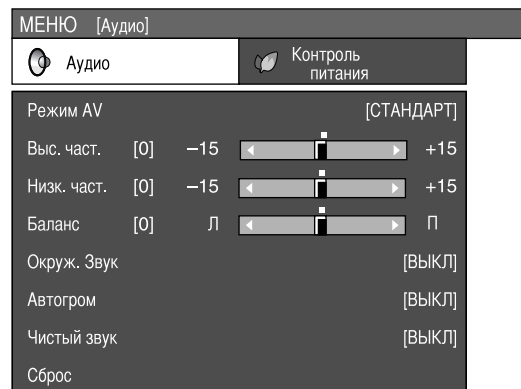 МЕНЮ [Аудио]
Аудио
Контроль
питания
Режим AV [СТАНДАРТ]
Выс. част. [0] –15 +15
Низк. част. [0] –15 +15
Баланс [0] Л П
Окруж. Звук [ВЫКЛ]
Автогром [ВЫКЛ]
Чистый звук [ВЫКЛ]
Сброс